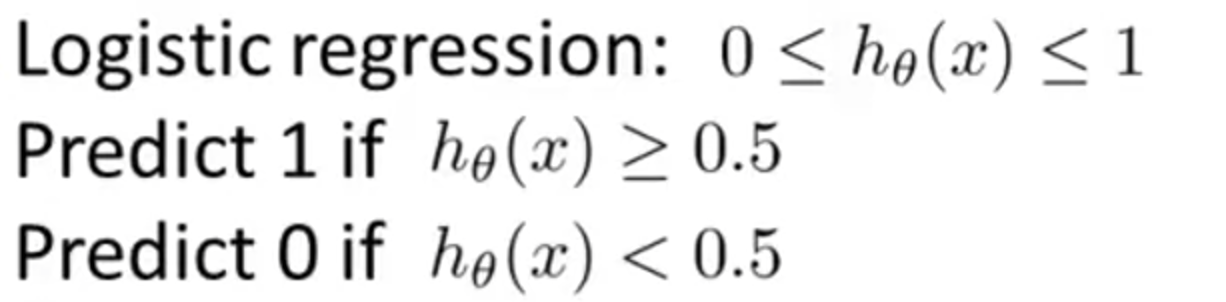 Logistic regression: 0 ≤ hθ(x) ≤ 1
Predict 1 if hθ(x) ≥ 0.5
Predict 0 if hθ(x) < 0.5